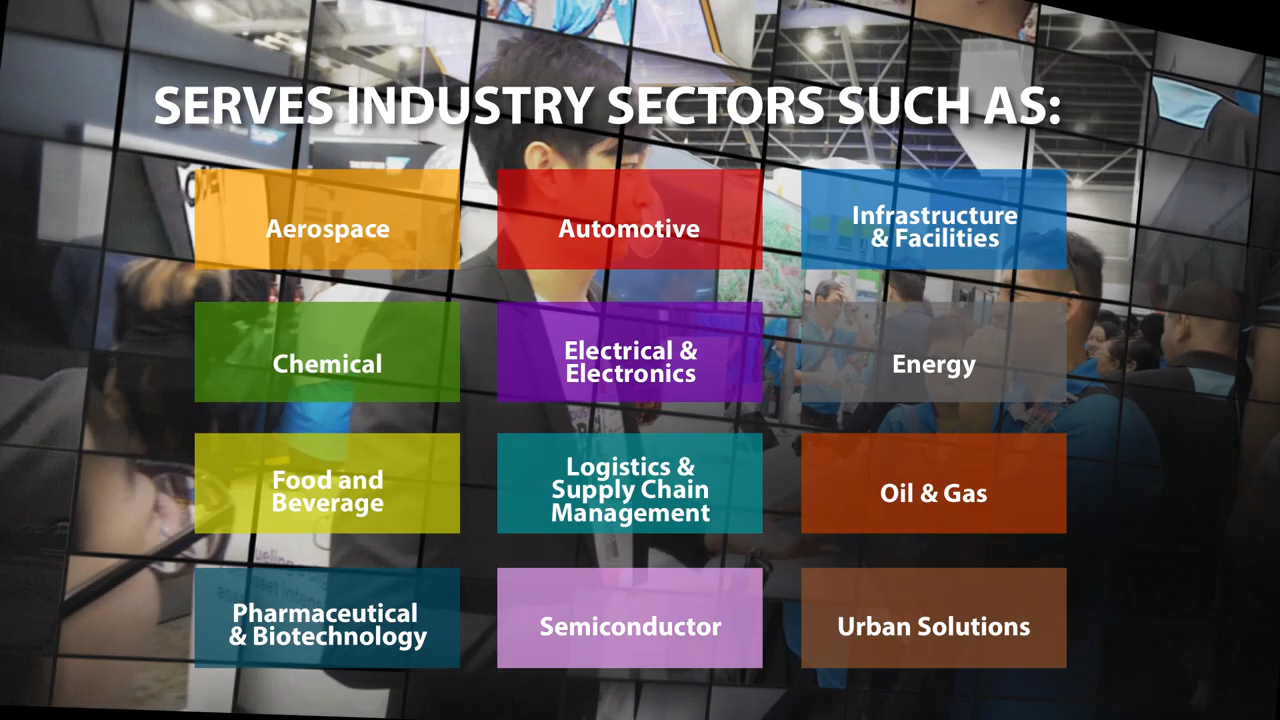 SERVES INDUSTRY SECTORS SUCH AS:
Aerospace
Automotive
Infrastructure
& Facilities
Chemical
Electrical &
Electronics
Energy
Food and
Beverage
Logistics &
Supply Chain
Management
Oil & Gas
Pharmaceutical
& Biotechnology
Semiconductor
Urban Solutions